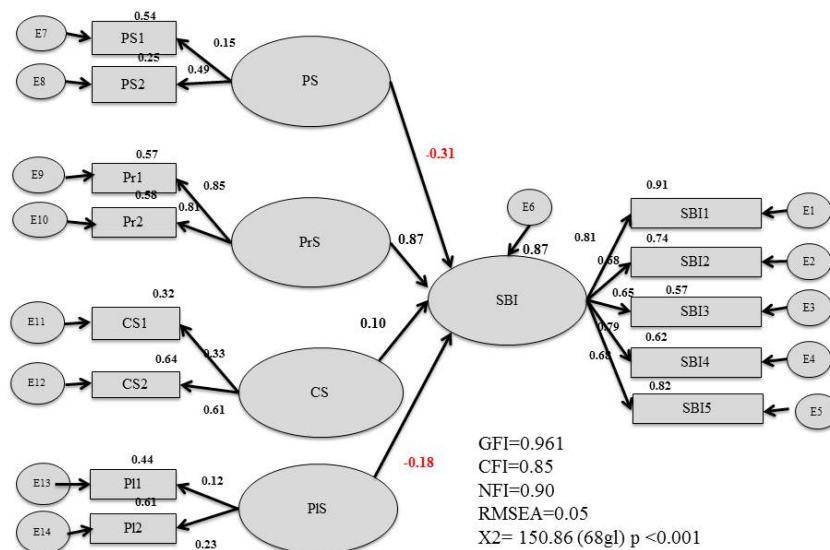 0.54
E7
PS1
0.15
0.25
0.49
E8
PS2
PS
-0.31
0.57
E9
Pr1
0.85
0.58
0.81
E10
Pr2
PrS
0.87
E6
0.87
SBI
0.91
SBI1
E1
0.81
0.74
SBI2
E2
0.68
0.57
0.65
SBI3
E3
0.79
0.62
SBI4
E4
0.68
0.82
SBI5
E5
0.32
E11
CS1
0.33
0.10
0.64
E12
CS2
0.61
CS
-0.18
0.44
E13
Pl1
0.12
0.61
E14
Pl2
0.23
PlS
GFI=0.961
CFI=0.85
NFI=0.90
RMSEA=0.05
X2= 150.86 (68gl) p <0.001